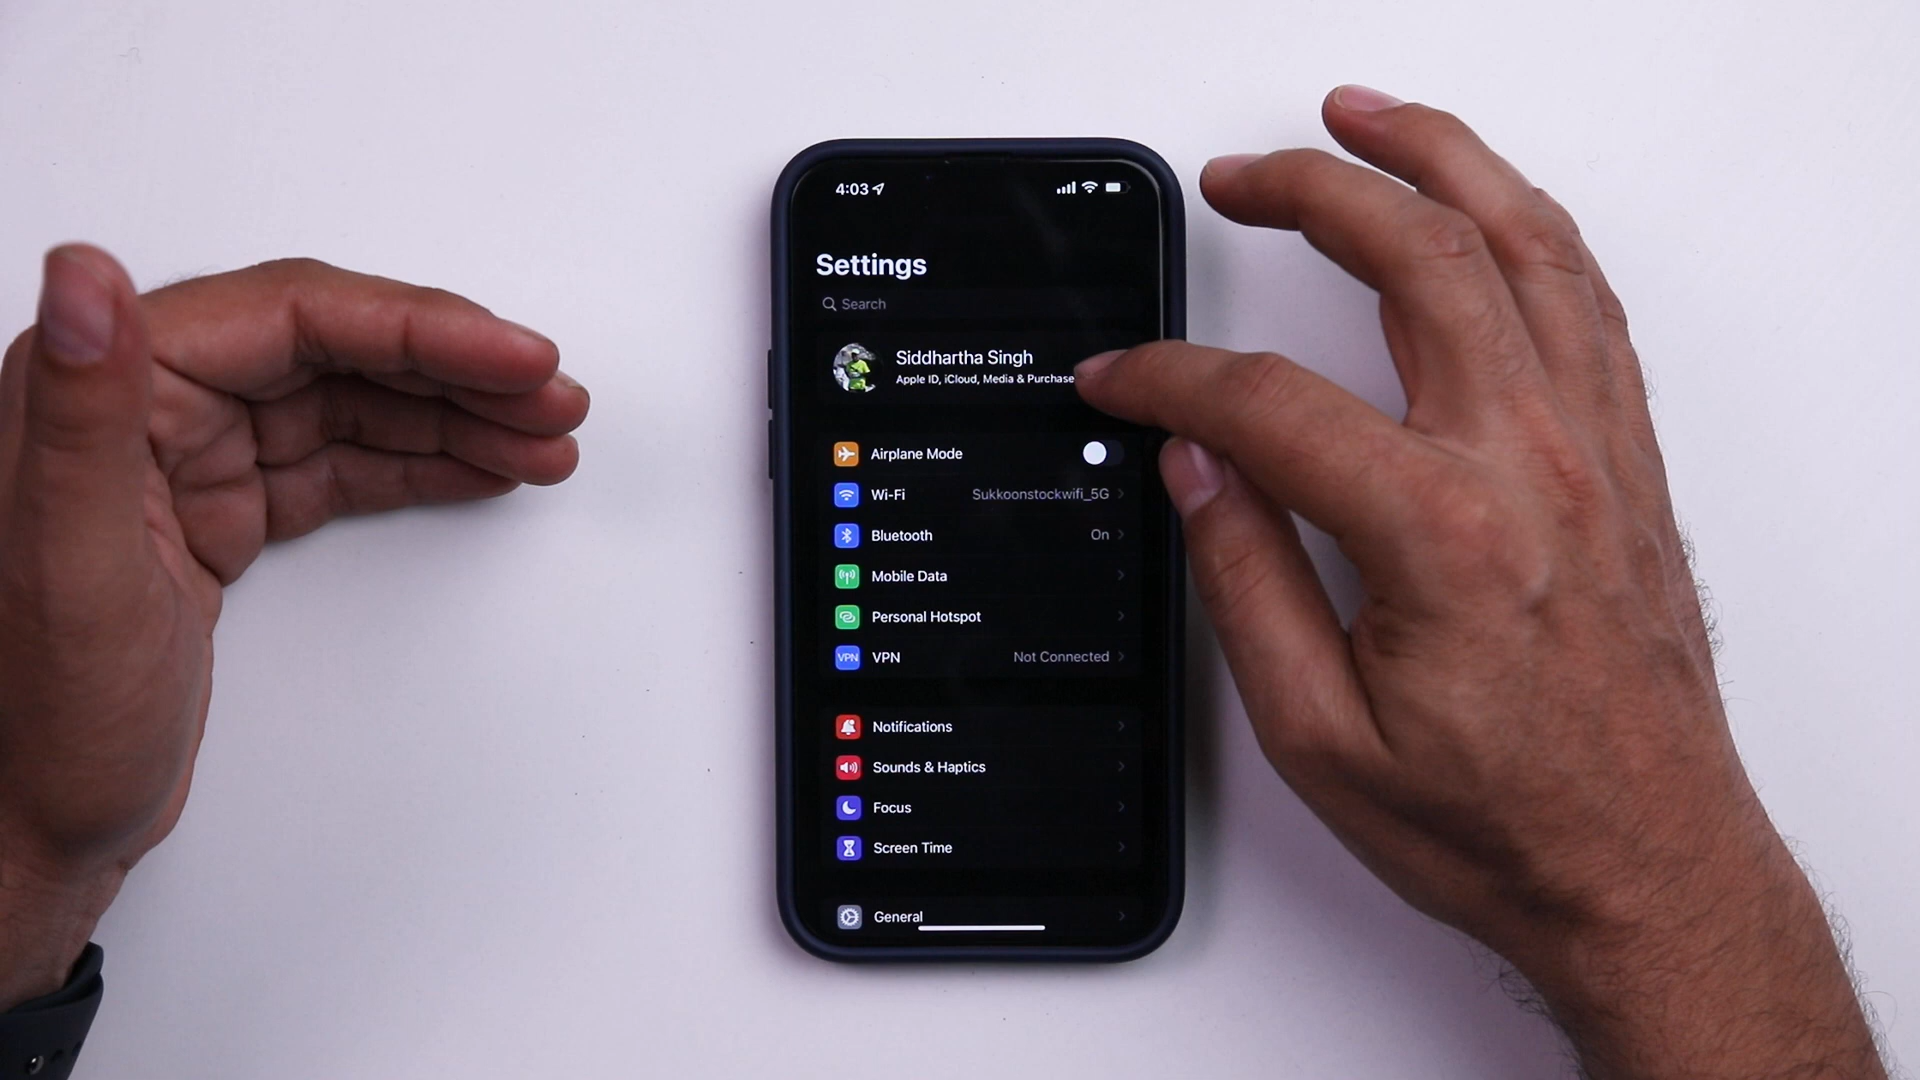 4:03
Settings
Search
Siddhartha Singh
Apple ID, iCloud, Media & Purchase
Airplane Mode
Wi-Fi Sukkoonstockwifi_5G
Bluetooth On
Mobile Data
Personal Hotspot
VPN VPN Not Connected
Notifications
Sounds & Haptics
Focus
Screen Time
General